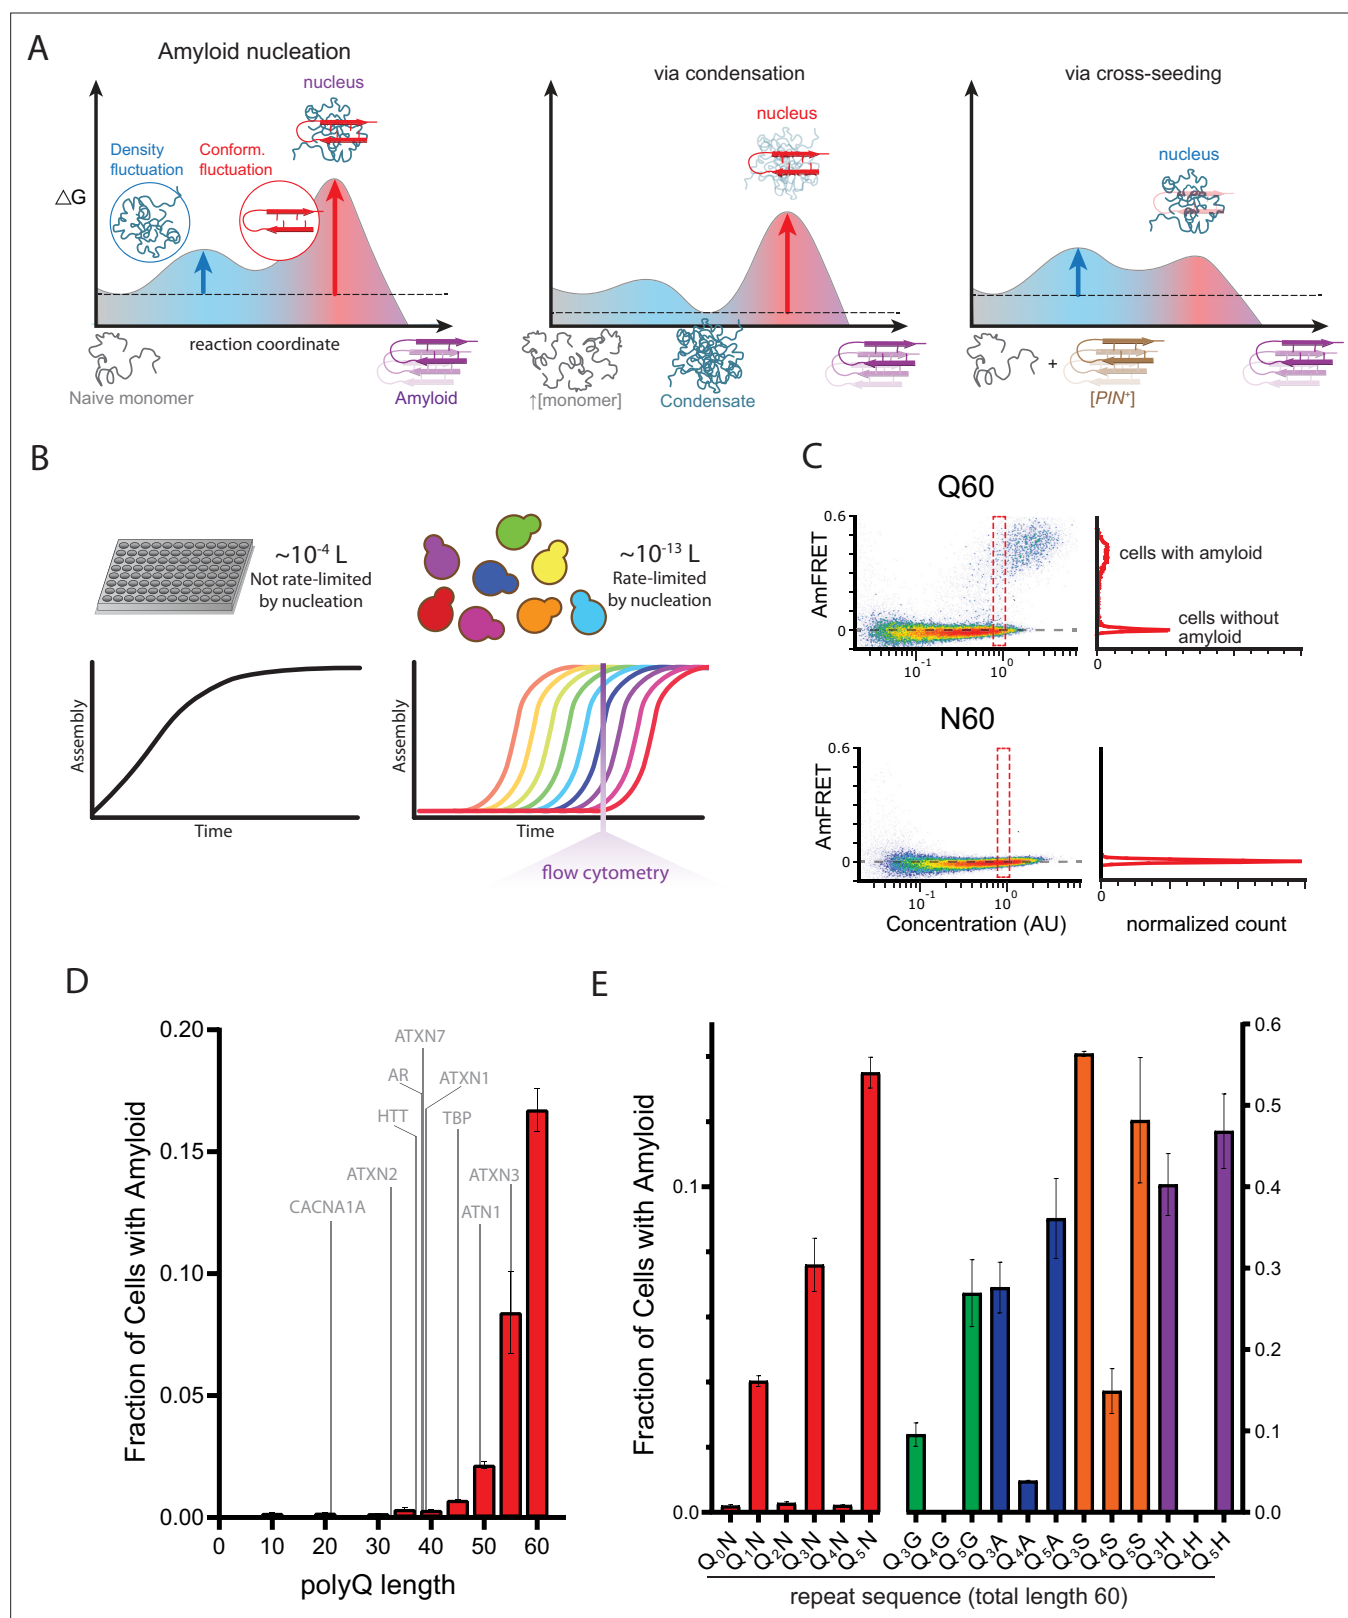 A
Amyloid nucleation
via condensation
via cross-seeding
nucleus
nucleus
nucleus
Density
fluctuation
Conform.
fluctuation
△G
reaction coordinate
Naive monomer
Amyloid
↑[monomer]
Condensate
+
[PIN⁺]
B
~10⁻⁴ L
Not rate-limited
by nucleation
~10⁻¹³ L
Rate-limited
by nucleation
Assembly
Time
Assembly
Time
flow cytometry
C
Q60
0.6
AmFRET
0
10⁻¹
10⁰
cells with amyloid
cells without
amyloid
0
N60
0.6
AmFRET
0
10⁻¹
10⁰
Concentration (AU)
0
normalized count
D
Fraction of Cells with Amyloid
0.20
0.15
0.10
0.05
0.00
ATXN7
AR
ATXN1
HTT
TBP
ATXN2
ATXN3
CACNA1A
ATN1
0 10 20 30 40 50 60
polyQ length
E
Fraction of Cells with Amyloid
0.1
0.0
0.6
0.5
0.4
0.3
0.2
0.1
0.0
Q₀N Q₁N Q₂N Q₃N Q₄N Q₅N Q₃G Q₄G Q₅G Q₃A Q₄A Q₅A Q₃S Q₄S Q₅S Q₃H Q₄H Q₅H
repeat sequence (total length 60)